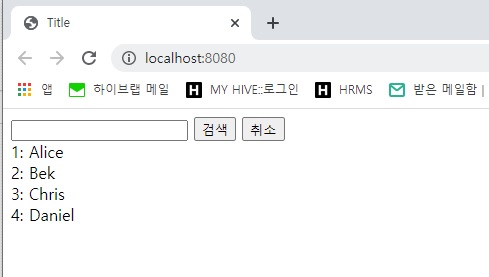 Title
localhost:8080
앱 하이브랩 메일 MY HIVE::로그인 HRMS 받은 메일함 |
검색 취소
1: Alice
2: Bek
3: Chris
4: Daniel